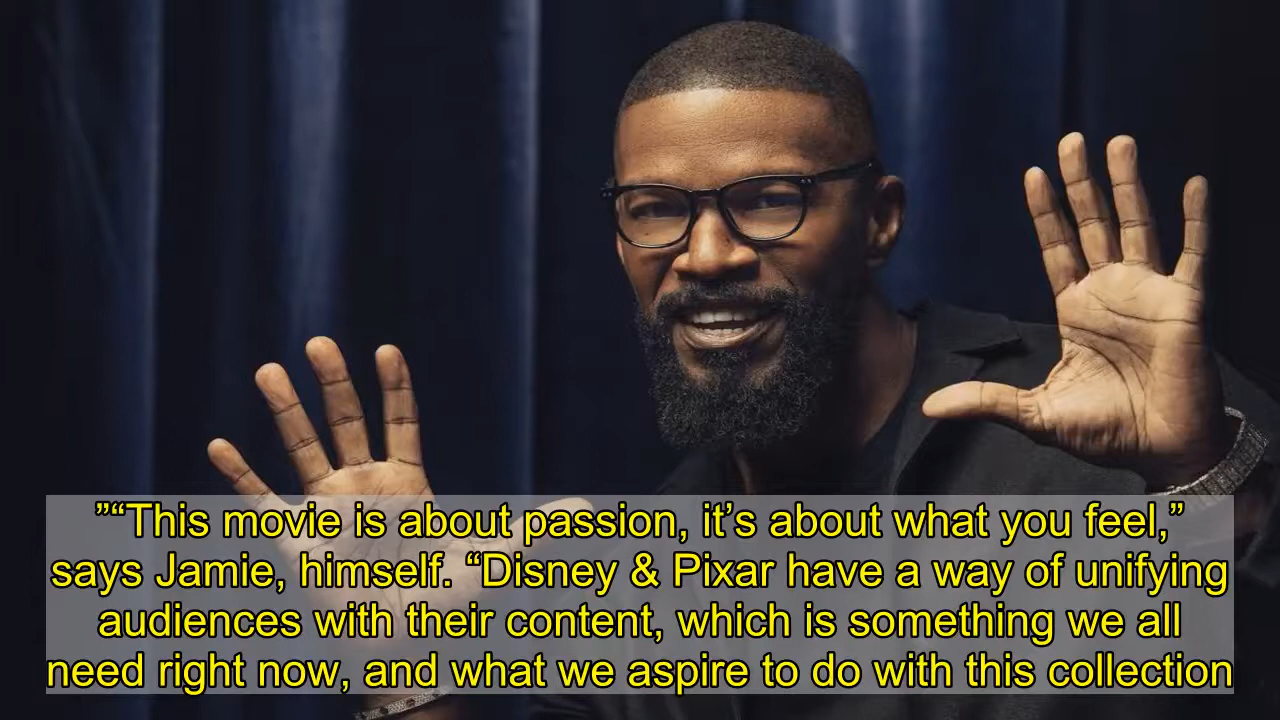 ”“This movie is about passion, it’s about what you feel,”
says Jamie, himself. “Disney & Pixar have a way of unifying
audiences with their content, which is something we all
need right now, and what we aspire to do with this collection